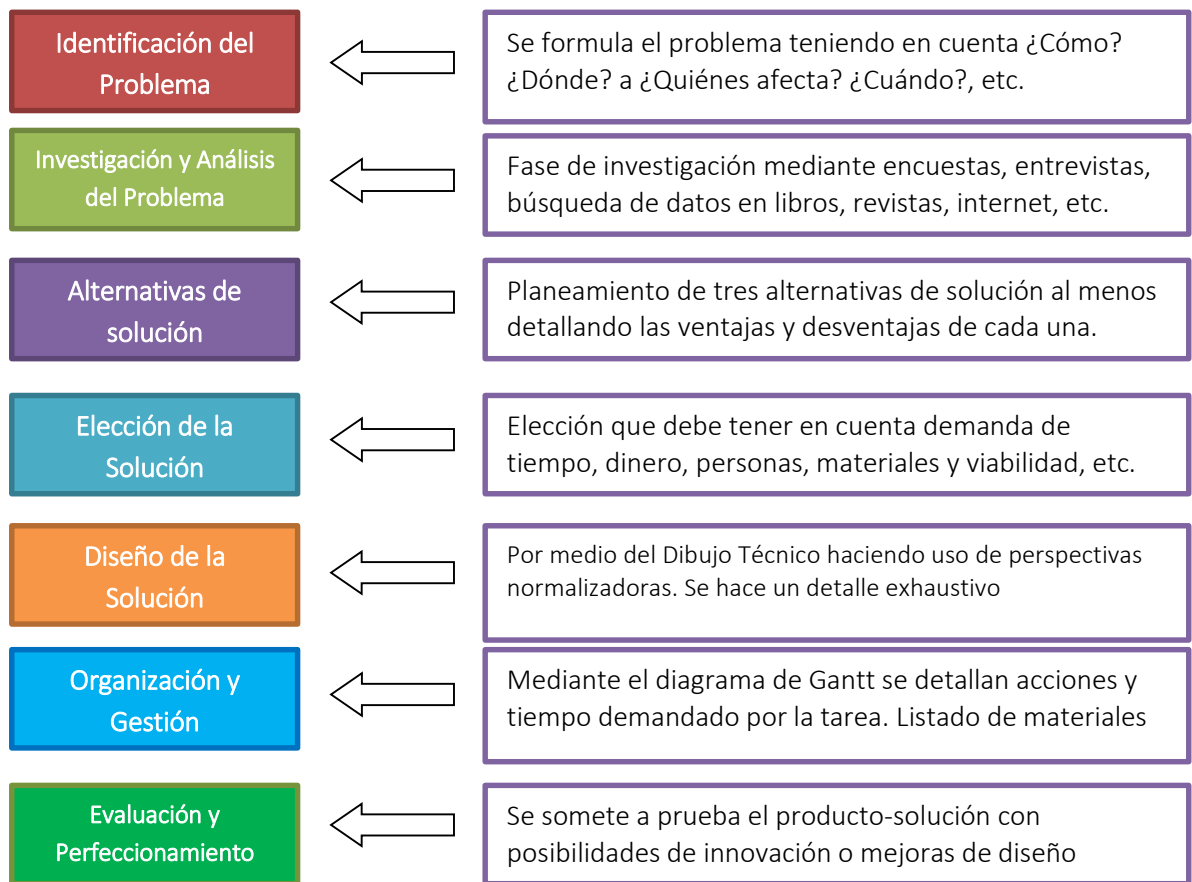 Identificación del
Problema
Se formula el problema teniendo en cuenta ¿Cómo?
¿Dónde? a ¿Quiénes afecta? ¿Cuándo?, etc.
Investigación y Análisis
del Problema
Fase de investigación mediante encuestas, entrevistas,
búsqueda de datos en libros, revistas, internet, etc.
Alternativas de
solución
Planeamiento de tres alternativas de solución al menos
detallando las ventajas y desventajas de cada una.
Elección de la
Solución
Elección que debe tener en cuenta demanda de
tiempo, dinero, personas, materiales y viabilidad, etc.
Diseño de la
Solución
Por medio del Dibujo Técnico haciendo uso de perspectivas
normalizadoras. Se hace un detalle exhaustivo
Organización y
Gestión
Mediante el diagrama de Gantt se detallan acciones y
tiempo demandado por la tarea. Listado de materiales
Evaluación y
Perfeccionamiento
Se somete a prueba el producto-solución con
posibilidades de innovación o mejoras de diseño